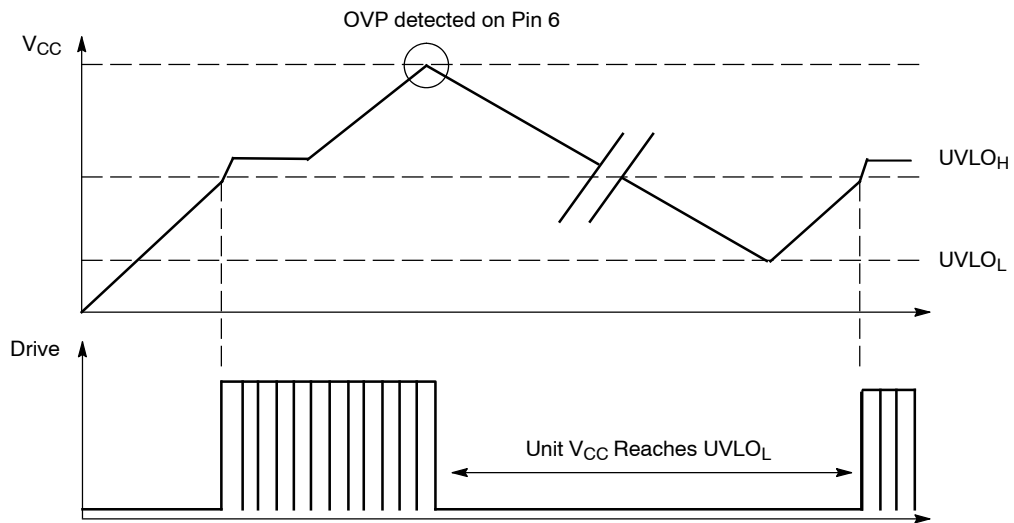 OVP detected on Pin 6
VCC
UVLOH
UVLOL
Drive
Unit VCC Reaches UVLOL